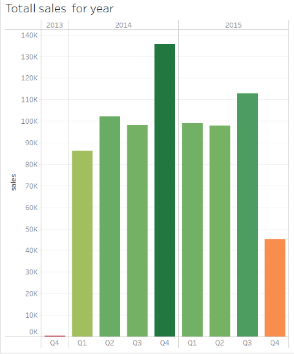 Totall sales for year
2013 2014 2015
140K
130K
120K
110K
100K
90K
80K
70K
60K
50K
40K
30K
20K
10K
0K
sales
Q4 Q1 Q2 Q3 Q4 Q1 Q2 Q3 Q4